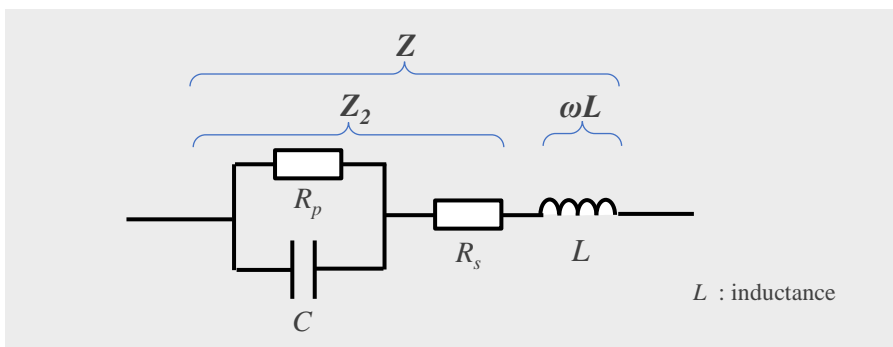 Z
Z2
ωL
Rp
Rs
L
C
L : inductance